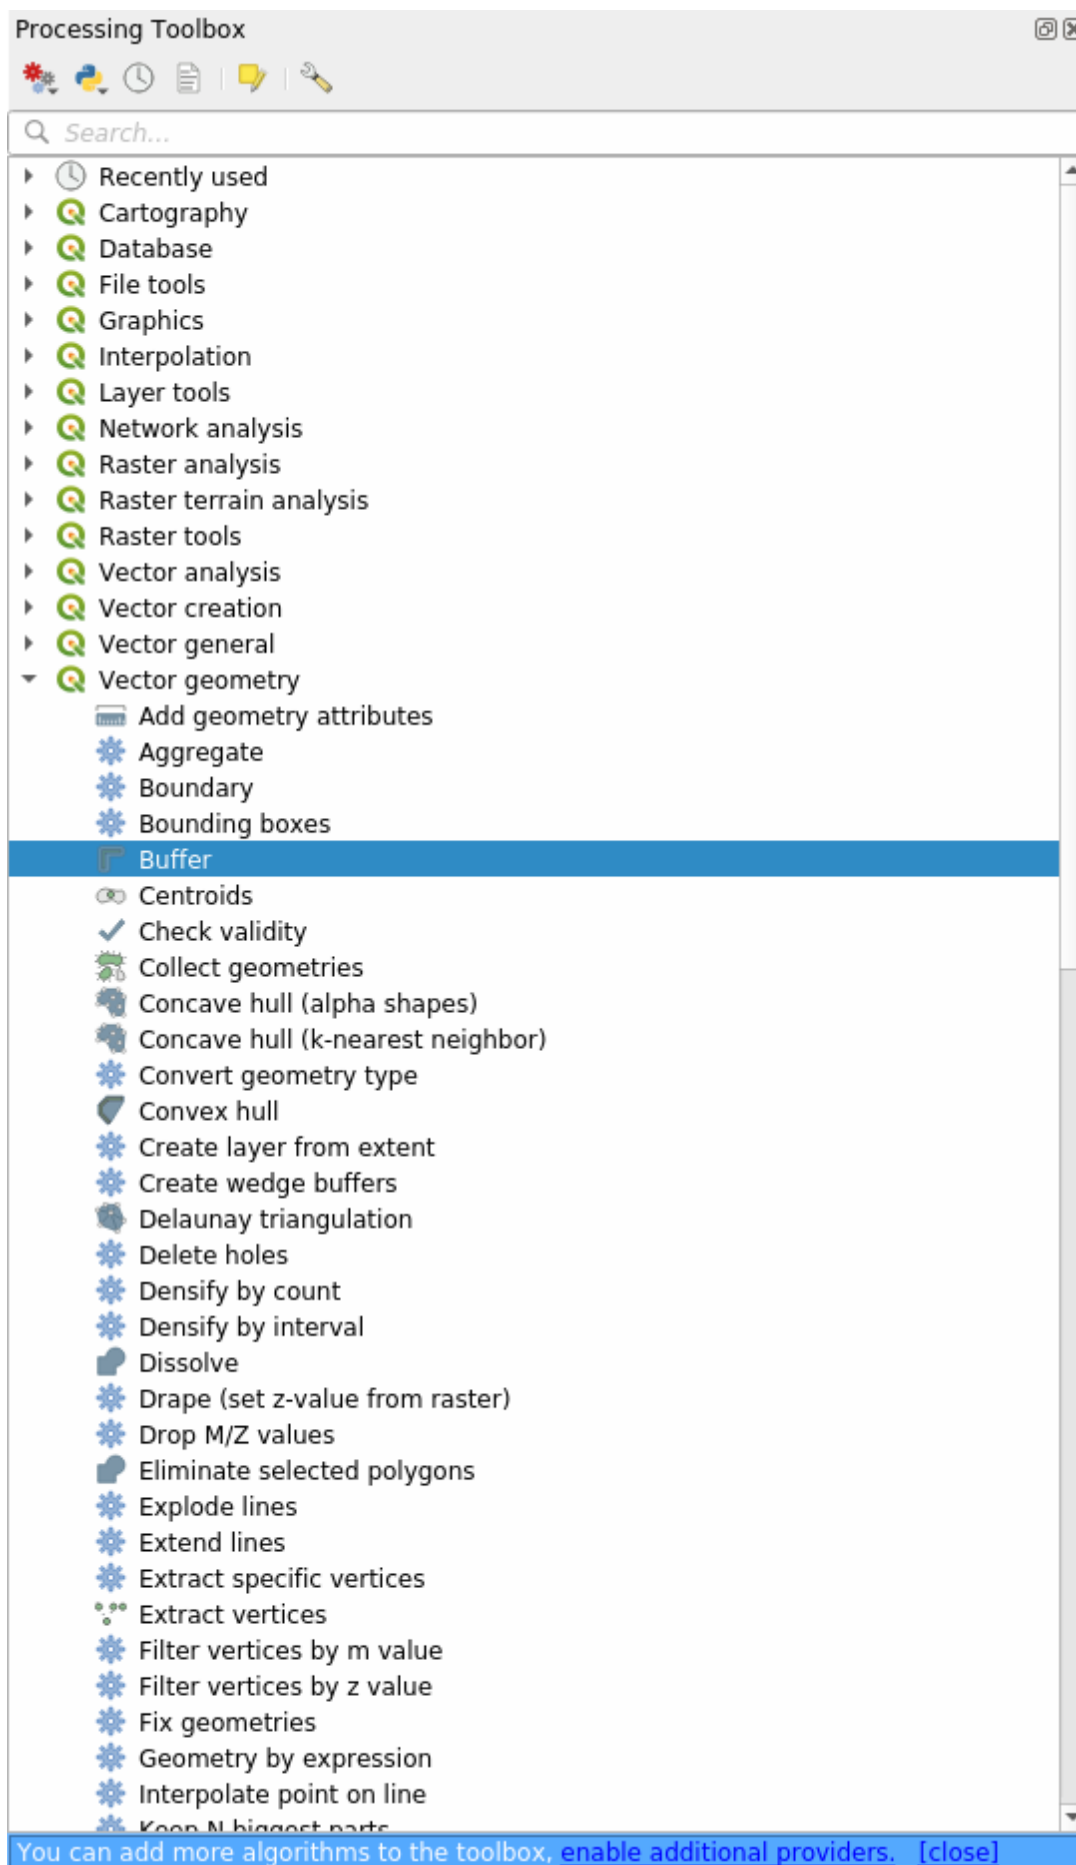 Processing Toolbox
Search...
Recently used
Cartography
Database
File tools
Graphics
Interpolation
Layer tools
Network analysis
Raster analysis
Raster terrain analysis
Raster tools
Vector analysis
Vector creation
Vector general
Vector geometry
Add geometry attributes
Aggregate
Boundary
Bounding boxes
Buffer
Centroids
Check validity
Collect geometries
Concave hull (alpha shapes)
Concave hull (k-nearest neighbor)
Convert geometry type
Convex hull
Create layer from extent
Create wedge buffers
Delaunay triangulation
Delete holes
Densify by count
Densify by interval
Dissolve
Drape (set z-value from raster)
Drop M/Z values
Eliminate selected polygons
Explode lines
Extend lines
Extract specific vertices
Extract vertices
Filter vertices by m value
Filter vertices by z value
Fix geometries
Geometry by expression
Interpolate point on line
Keep N biggest parts
You can add more algorithms to the toolbox, enable additional providers. [close]